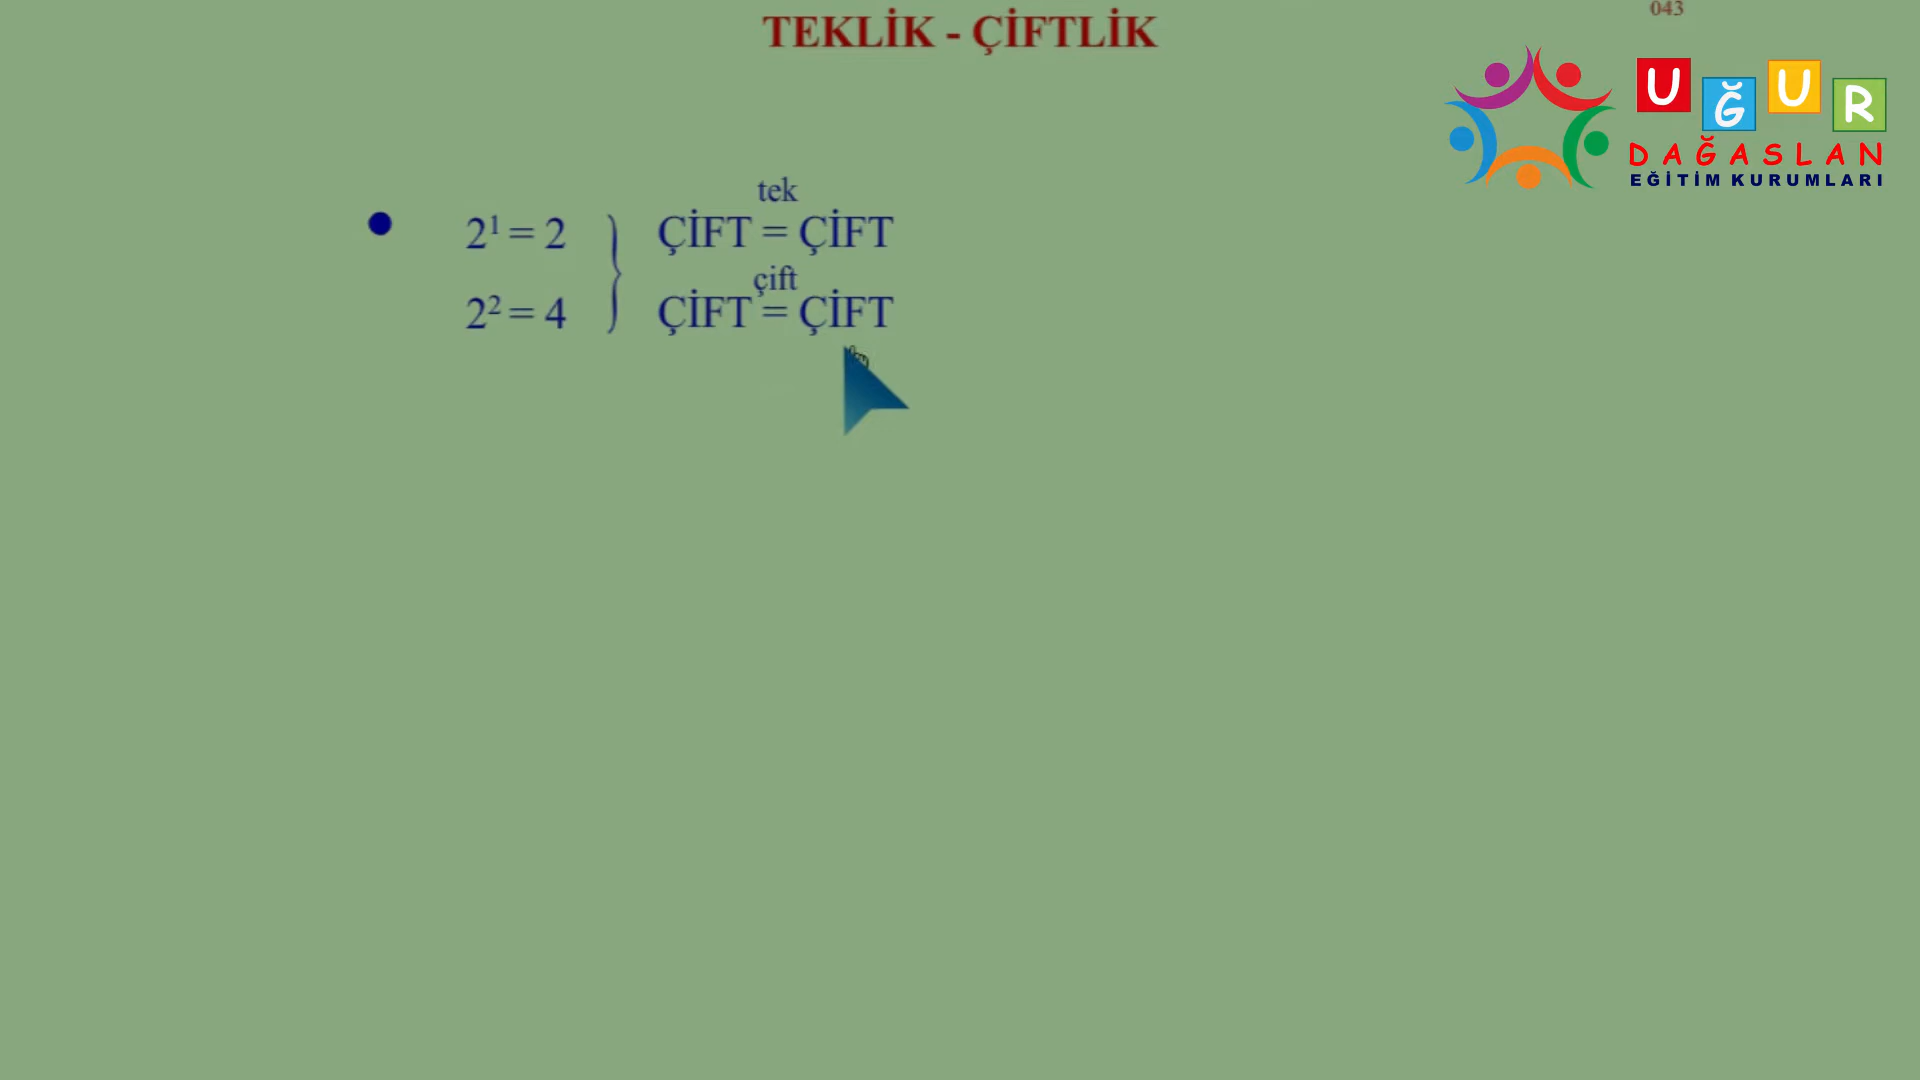 TEKLİK - ÇİFTLİK
043
UĞUR
DAĞASLAN
EĞİTİM KURUMLARI
2¹ = 2 } ÇİFT^tek = ÇİFT
2² = 4 ÇİFT^çift = ÇİFT